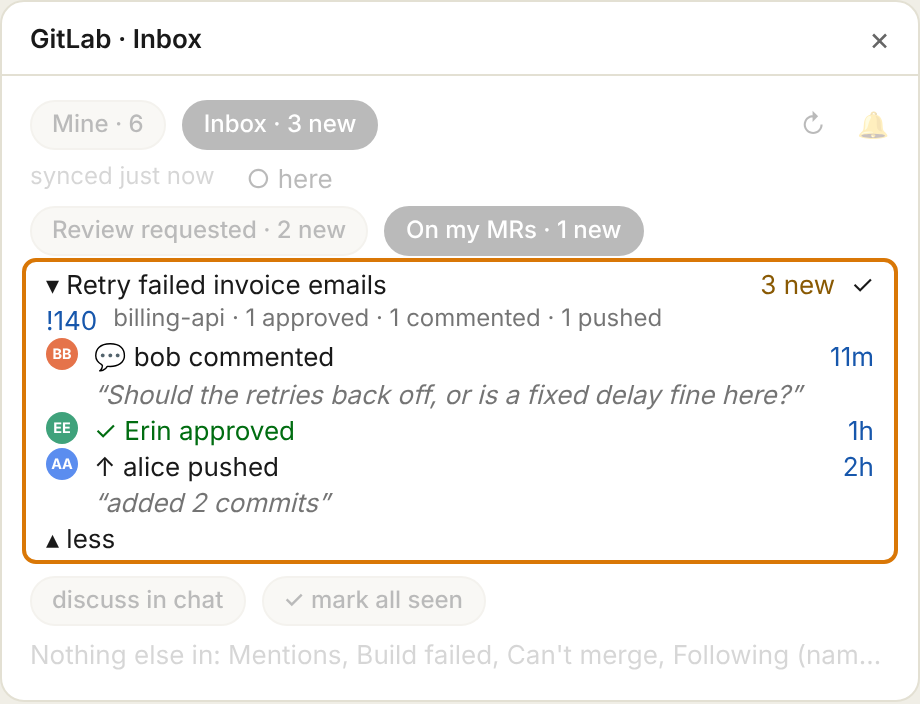 GitLab · Inbox ×
Mine · 6 Inbox · 3 new
synced just now here
Review requested · 2 new On my MRs · 1 new
▾ Retry failed invoice emails 3 new ✓
!140 billing-api · 1 approved · 1 commented · 1 pushed
BB 💬 bob commented 11m
“Should the retries back off, or is a fixed delay fine here?”
EE ✓ Erin approved 1h
AA ↑ alice pushed 2h
“added 2 commits”
▴ less
discuss in chat ✓ mark all seen
Nothing else in: Mentions, Build failed, Can't merge, Following (nam...